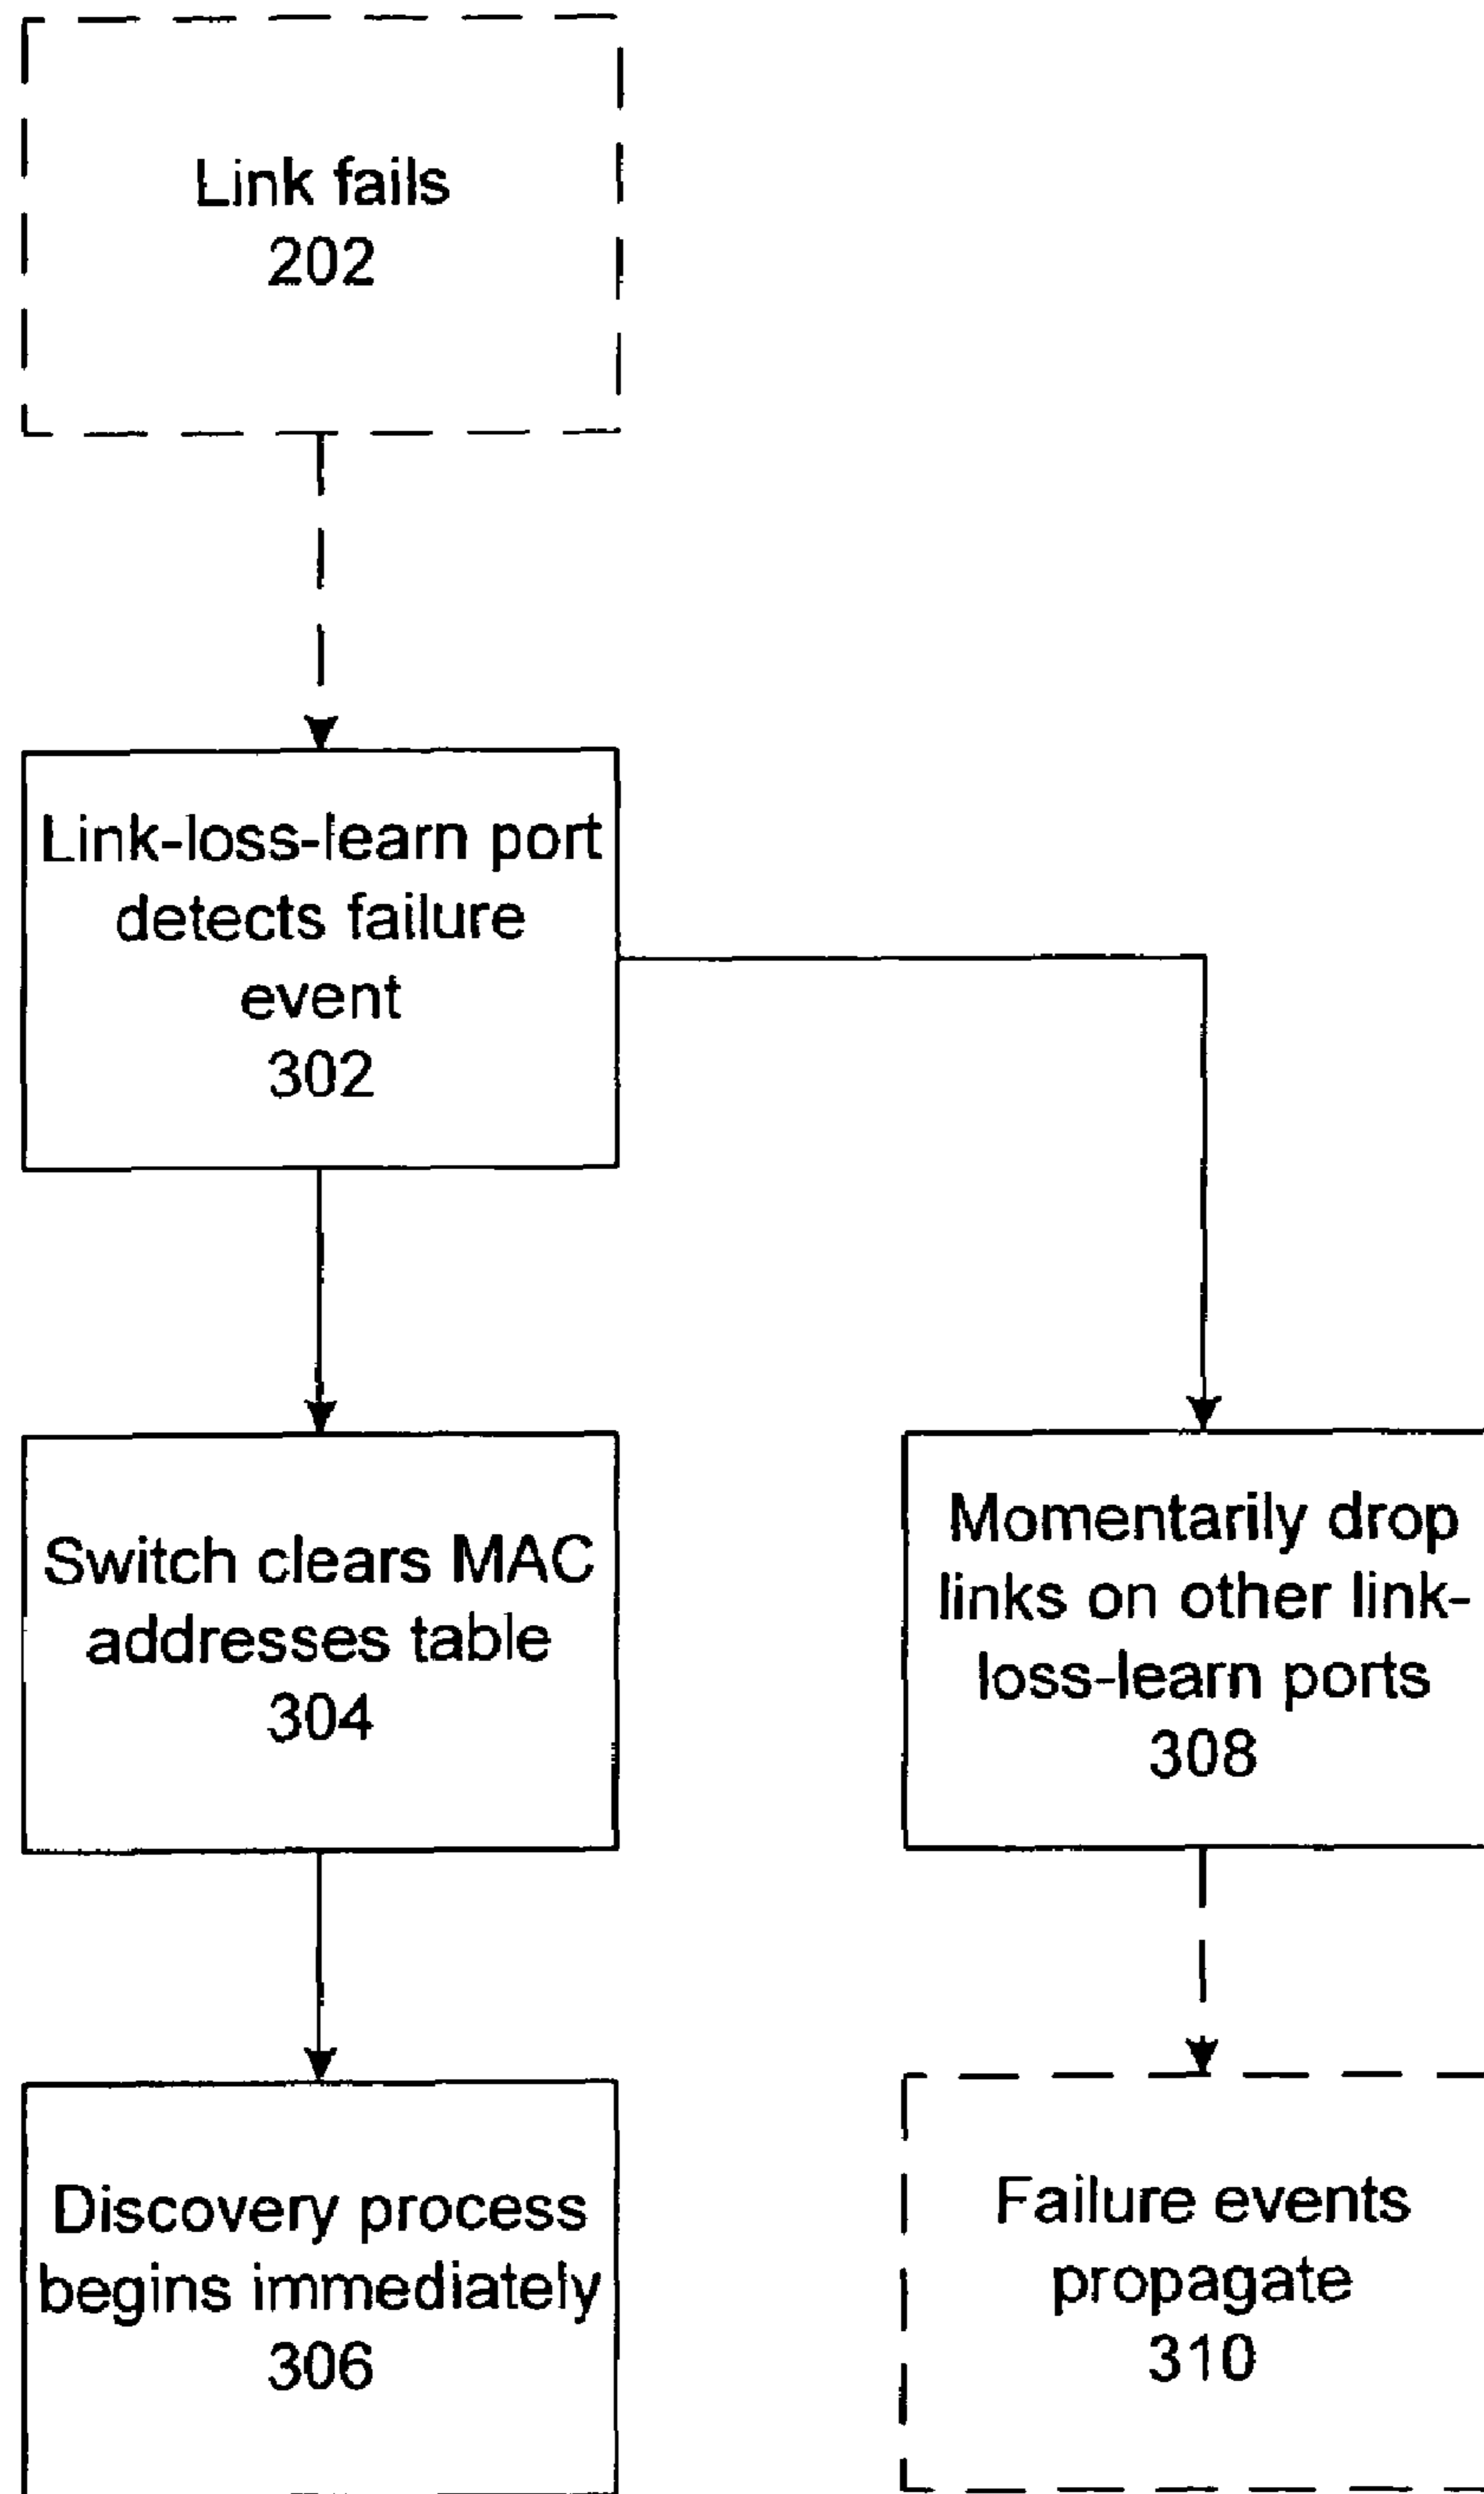 Link fails
202
Link-loss-learn port
detects failure
event
302
Switch clears MAC
addresses table
304
Momentarily drop
links on other link-
loss-learn ports
308
Discovery process
begins immediately
306
Failure events
propagate
310